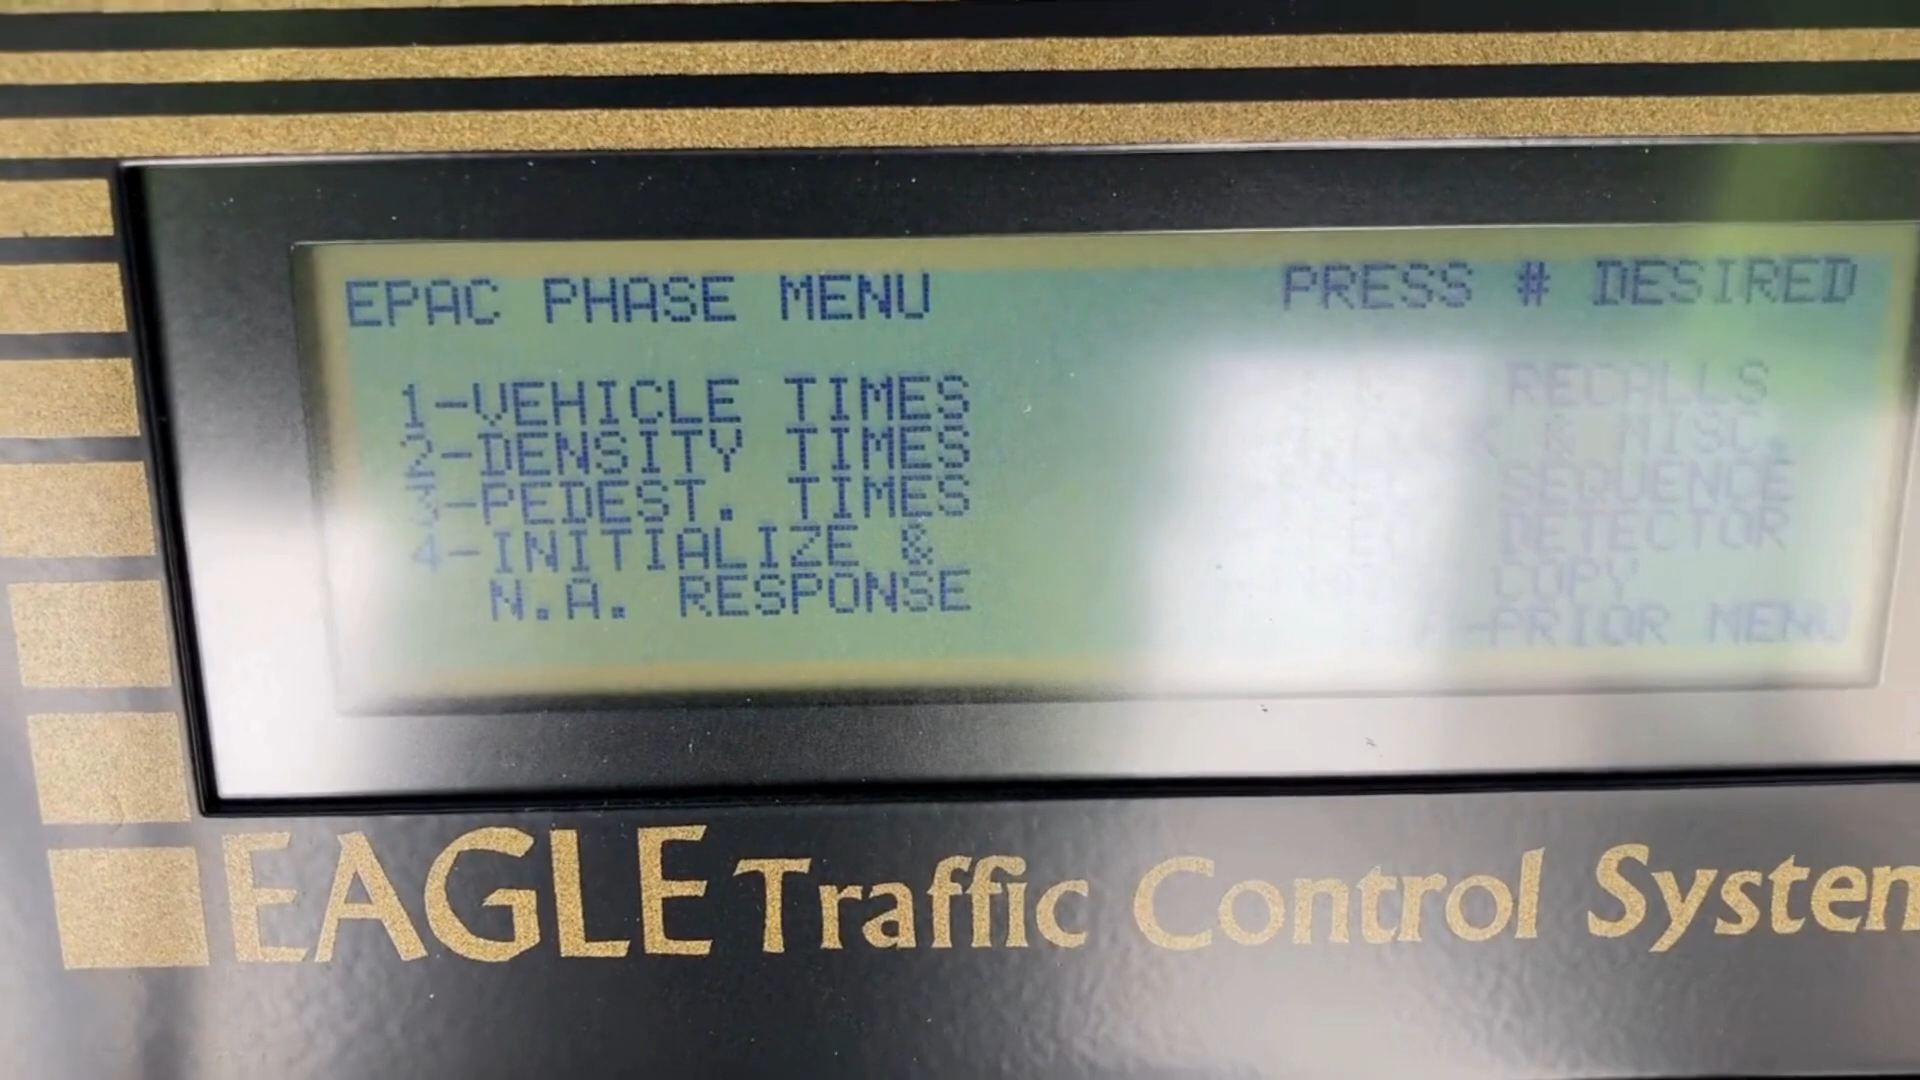 EPAC PHASE MENU PRESS # DESIRED
1-VEHICLE TIMES RECALLS
2-DENSITY TIMES & MISC.
3-PEDEST. TIMES SEQUENCE
4-INITIALIZE & DETECTOR
N.A. RESPONSE COPY
-PRIOR MENU
EAGLE Traffic Control System